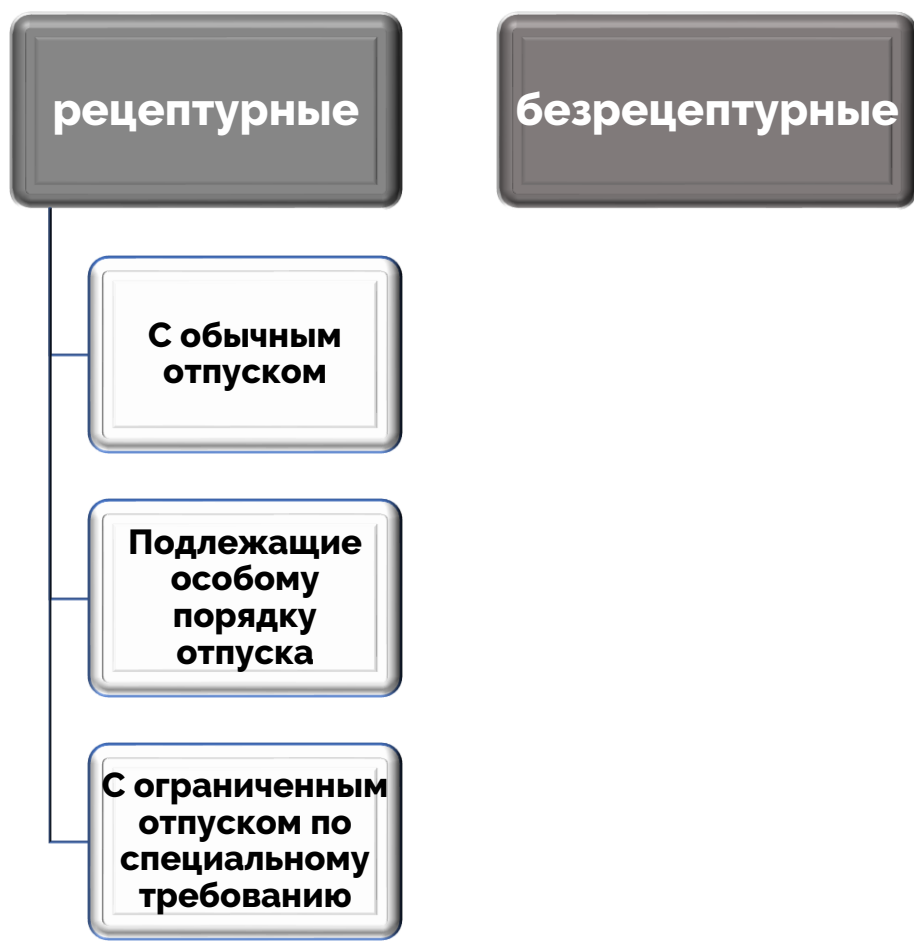 рецептурные
безрецептурные
С обычным
отпуском
Подлежащие
особому
порядку
отпуска
С ограниченным
отпуском по
специальному
требованию